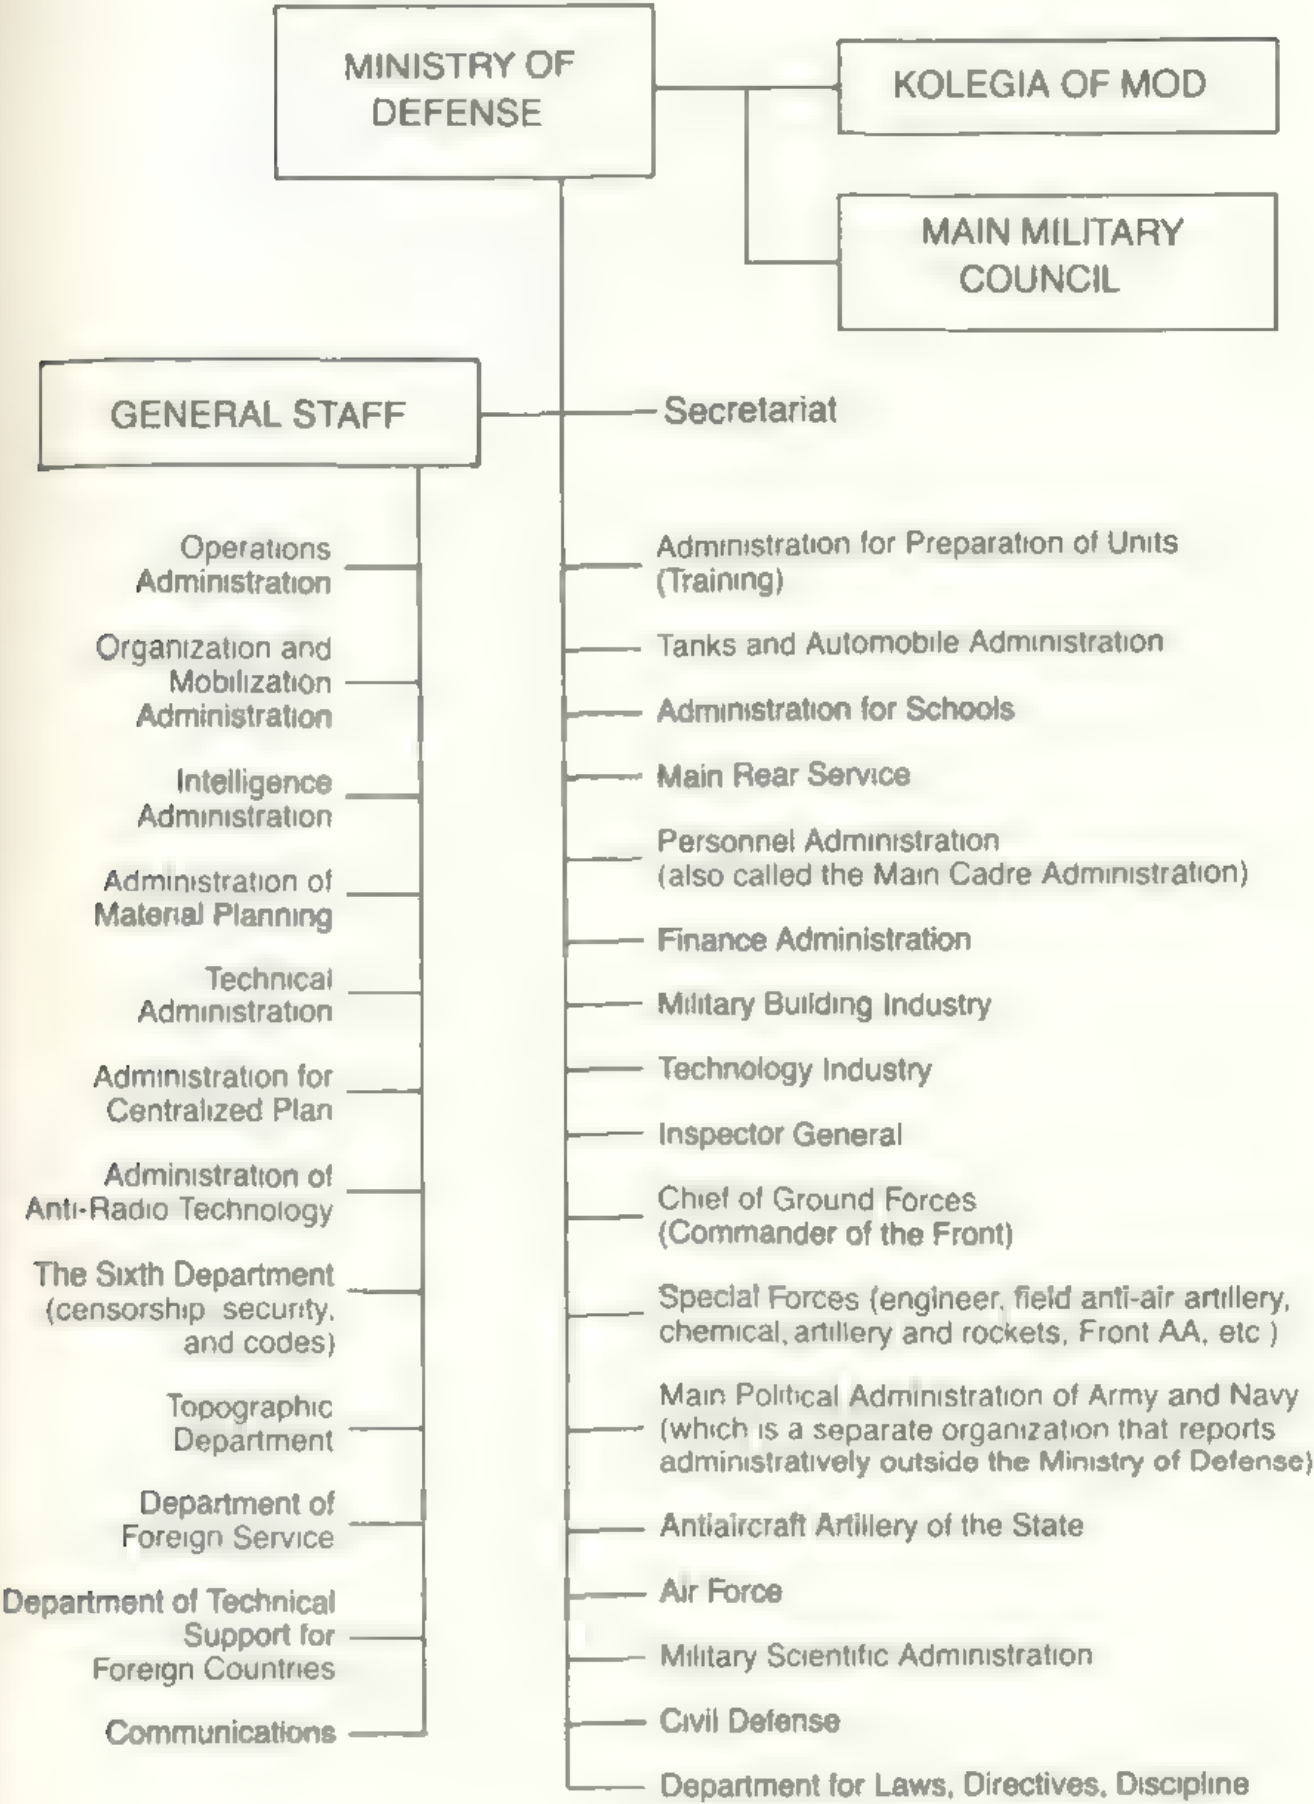 MINISTRY OF
DEFENSE
KOLEGIA OF MOD
MAIN MILITARY
COUNCIL
GENERAL STAFF
Secretariat
Operations
Administration
Organization and
Mobilization
Administration
Intelligence
Administration
Administration of
Material Planning
Technical
Administration
Administration for
Centralized Plan
Administration of
Anti-Radio Technology
The Sixth Department
(censorship security,
and codes)
Topographic
Department
Department of
Foreign Service
Department of Technical
Support for
Foreign Countries
Communications
Administration for Preparation of Units
(Training)
Tanks and Automobile Administration
Administration for Schools
Main Rear Service
Personnel Administration
(also called the Main Cadre Administration)
Finance Administration
Military Building Industry
Technology Industry
Inspector General
Chief of Ground Forces
(Commander of the Front)
Special Forces (engineer, field anti-air artillery,
chemical, artillery and rockets, Front AA, etc )
Main Political Administration of Army and Navy
(which is a separate organization that reports
administratively outside the Ministry of Defense)
Antiaircraft Artillery of the State
Air Force
Military Scientific Administration
Civil Defense
Department for Laws, Directives, Discipline